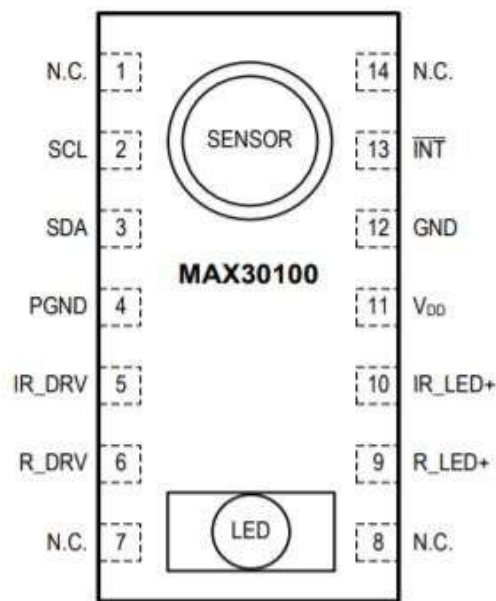 N.C. 1 14 N.C.
SENSOR
SCL 2 13 I̅N̅T̅
SDA 3 12 GND
MAX30100
PGND 4 11 VDD
IR_DRV 5 10 IR_LED+
R_DRV 6 9 R_LED+
LED
N.C. 7 8 N.C.